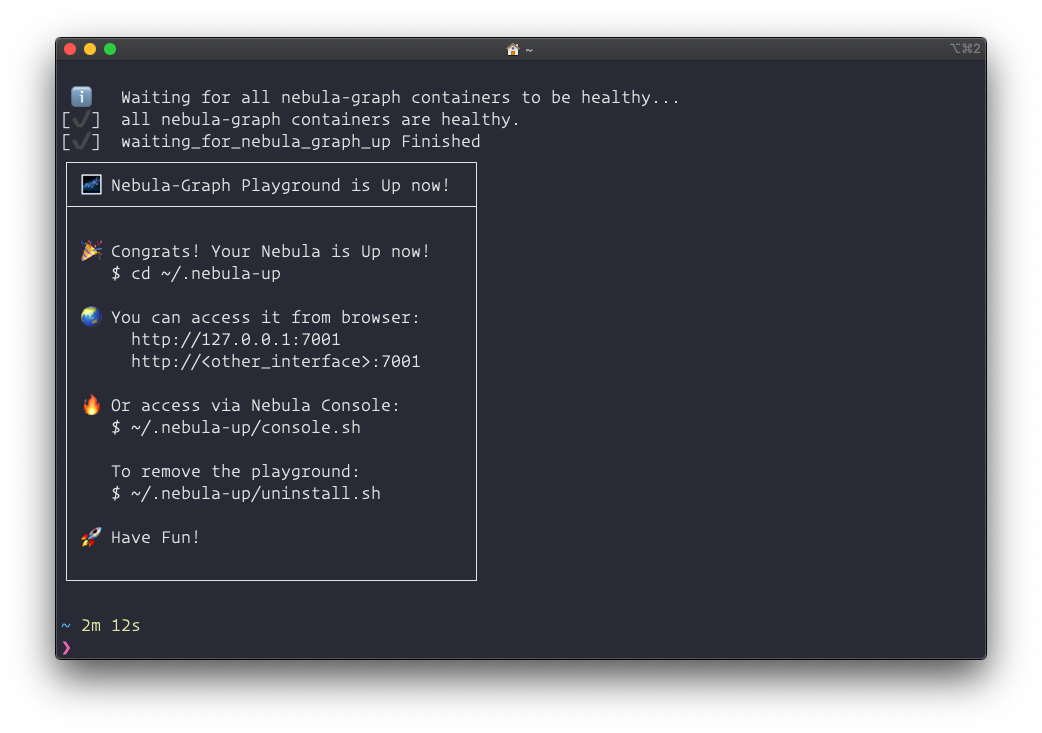 ~
⌥⌘2
Waiting for all nebula-graph containers to be healthy...
[✔] all nebula-graph containers are healthy.
[✔] waiting_for_nebula_graph_up Finished
Nebula-Graph Playground is Up now!
Congrats! Your Nebula is Up now!
$ cd ~/.nebula-up
You can access it from browser:
http://127.0.0.1:7001
http://<other_interface>:7001
Or access via Nebula Console:
$ ~/.nebula-up/console.sh
To remove the playground:
$ ~/.nebula-up/uninstall.sh
Have Fun!
~ 2m 12s
❯